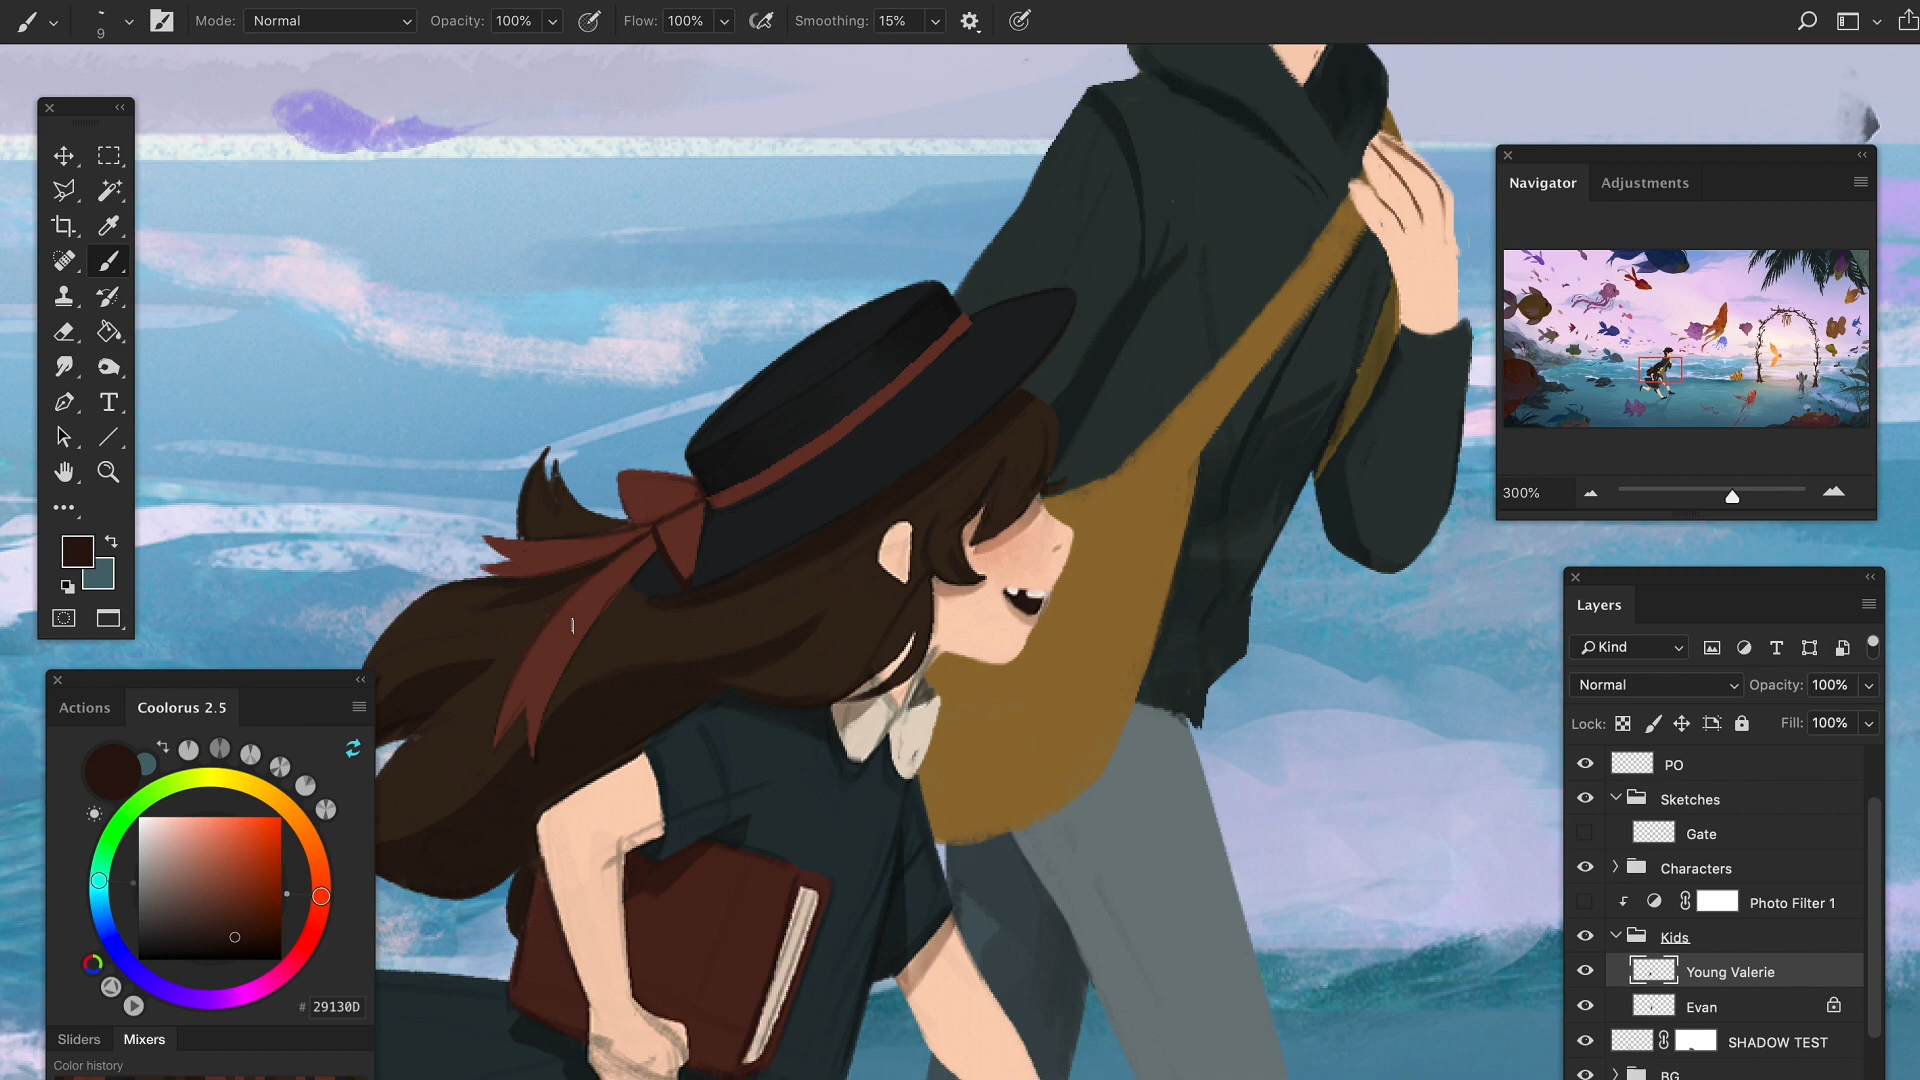 9
Mode: Normal Opacity: 100% Flow: 100% Smoothing: 15%
Navigator Adjustments
300%
Actions Coolorus 2.5
# 29130D
Sliders Mixers
Color history
Layers
Kind
Normal Opacity: 100%
Lock: Fill: 100%
PO
Sketches
Gate
Characters
Photo Filter 1
Kids
Young Valerie
Evan
SHADOW TEST
BG